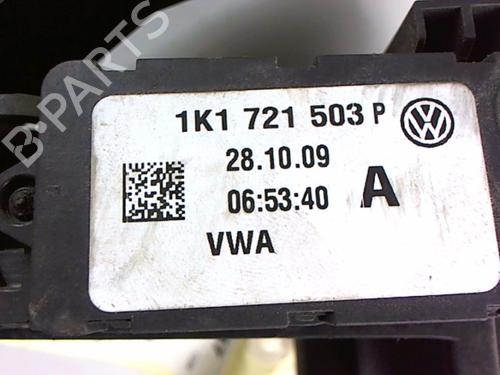 B-PARTS
1K1 721 503 P
28.10.09
06:53:40 A
VWA